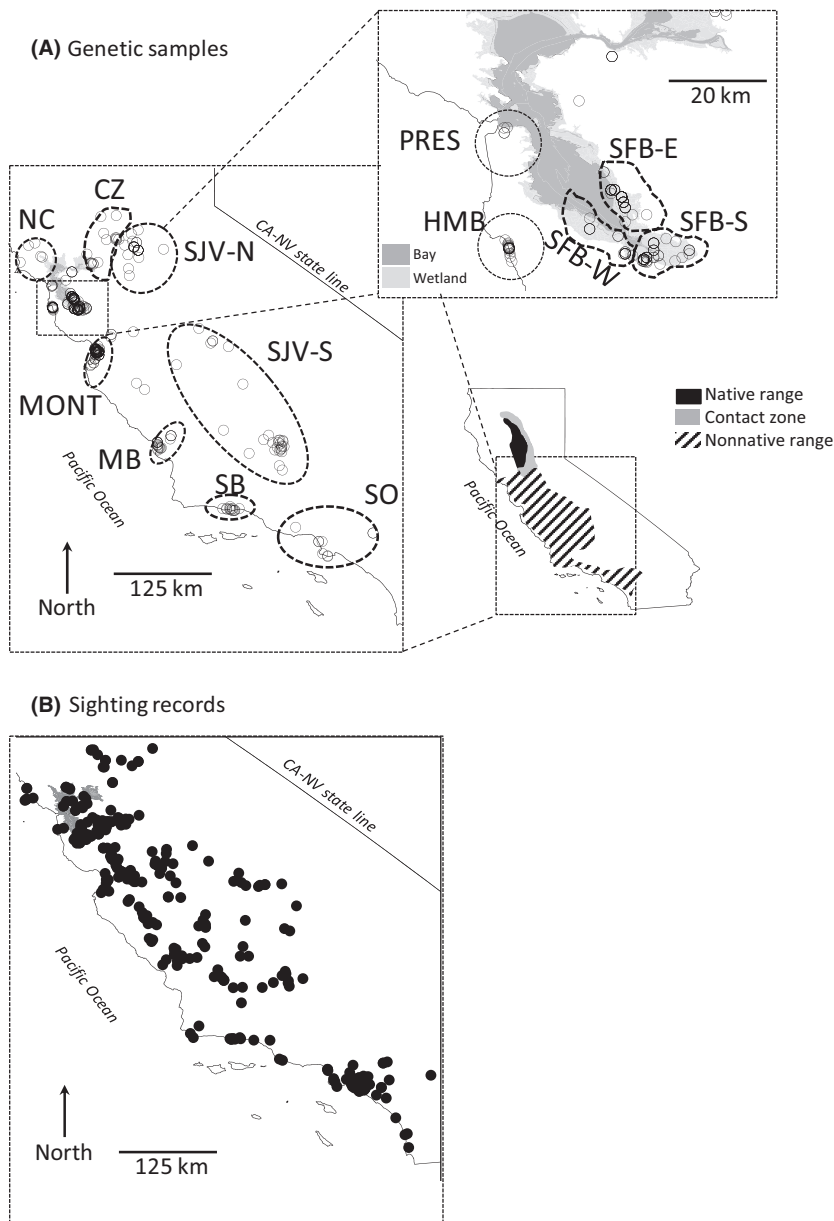 (A) Genetic samples
20 km
PRES
SFB-E
HMB
SFB-W
SFB-S
Bay
Wetland
NC
CZ
SJV-N
CA-NV state line
MONT
SJV-S
MB
SB
SO
Pacific Ocean
North
125 km
Native range
Contact zone
Nonnative range
Pacific Ocean
(B) Sighting records
CA-NV state line
Pacific Ocean
North
125 km